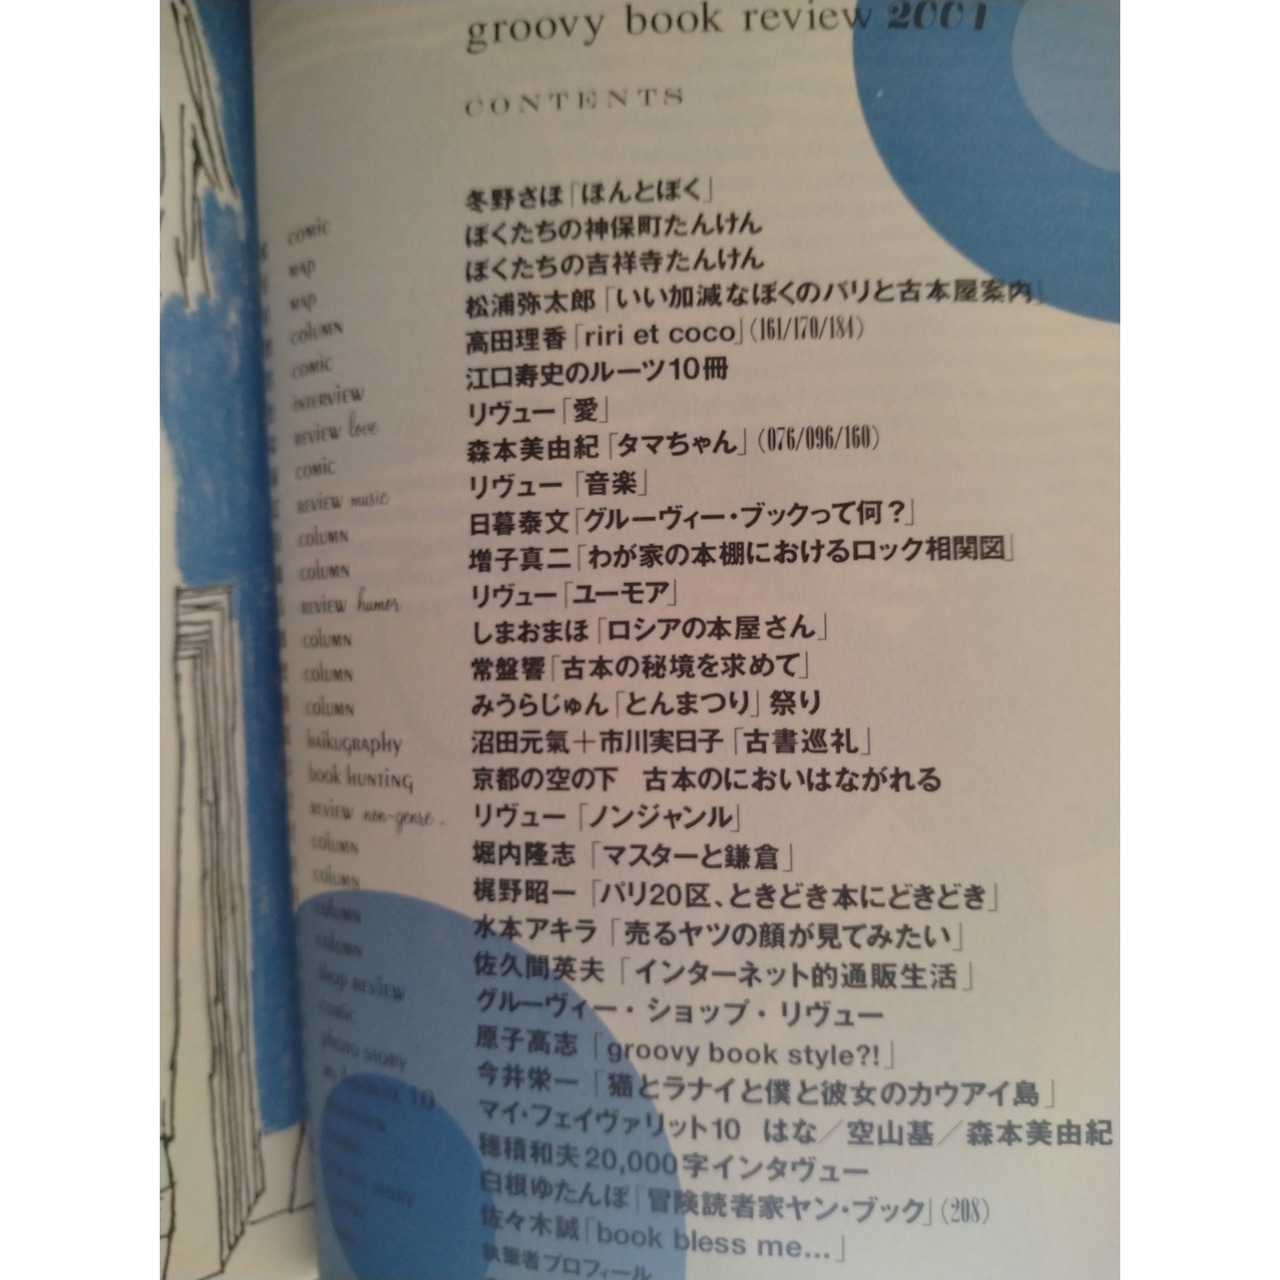 groovy book review 2001
CONTENTS
comic 冬野さほ「ほんとぼく」
MAP ぼくたちの神保町たんけん
MAP ぼくたちの吉祥寺たんけん
column 松浦弥太郎「いい加減なぼくのパリと古本屋案内」
comic 高田理香「riri et coco」(161/170/184)
INTERVIEW 江口寿史のルーツ10冊
REVIEW love リヴュー「愛」
comic 森本美由紀「タマちゃん」(076/096/160)
REVIEW music リヴュー「音楽」
column 日暮泰文「グルーヴィー・ブックって何?」
column 増子真二「わが家の本棚におけるロック相関図」
REVIEW humor リヴュー「ユーモア」
column しまおまほ「ロシアの本屋さん」
column 常盤響「古本の秘境を求めて」
column みうらじゅん「とんまつり」祭り
haikugraphy 沼田元氣+市川実日子「古書巡礼」
book HUNTING 京都の空の下 古本のにおいはながれる
REVIEW non-genre リヴュー「ノンジャンル」
column 堀内隆志「マスターと鎌倉」
column 梶野昭一「パリ20区、ときどき本にどきどき」
column 水本アキラ「売るヤツの顔が見てみたい」
column 佐久間英夫「インターネット的通販生活」
shop REVIEW グルーヴィー・ショップ・リヴュー
comic 原子高志「groovy book style?!」
photo STORY 今井栄一「猫とラナイと僕と彼女のカウアイ島」
マイ・フェイヴァリット10 はな/空山基/森本美由紀
穂積和夫20,000字インタヴュー
白根ゆたんぽ「冒険読者家ヤン・ブック」(208)
佐々木誠「book bless me...」
執筆者プロフィール